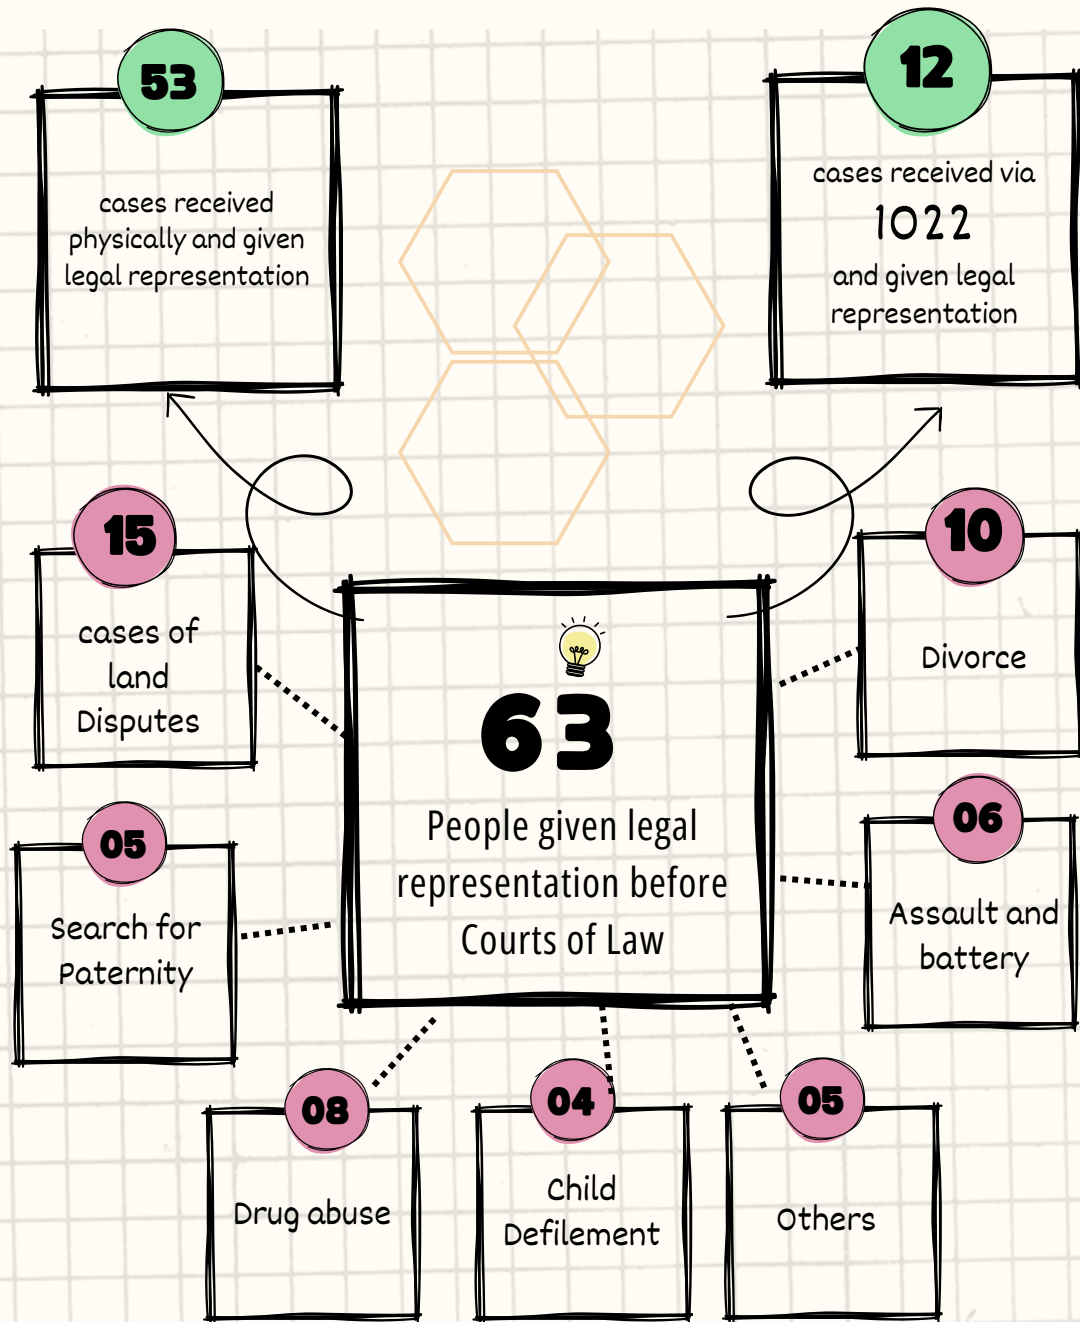 53
cases received
physically and given
legal representation
12
cases received via
1022
and given legal
representation
15
cases of
land
Disputes
10
Divorce
63
People given legal
representation before
Courts of Law
05
Search for
Paternity
06
Assault and
battery
08
Drug abuse
04
Child
Defilement
05
Others